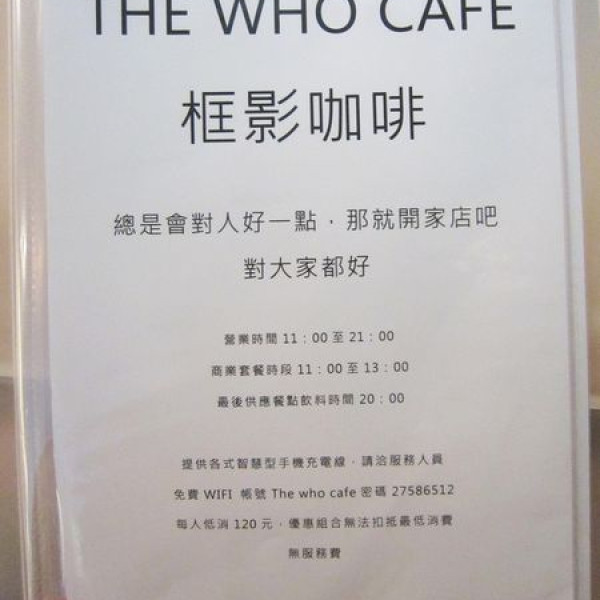 THE WHO CAFE
框影咖啡
總是會對人好一點，那就開家店吧
對大家都好
營業時間 11：00 至 21：00
商業套餐時段 11：00 至 13：00
最後供應餐點飲料時間 20：00
提供各式智慧型手機充電線，請洽服務人員
免費 WIFI 帳號 The who cafe 密碼 27586512
每人低消 120 元，優惠組合無法扣抵最低消費
無服務費